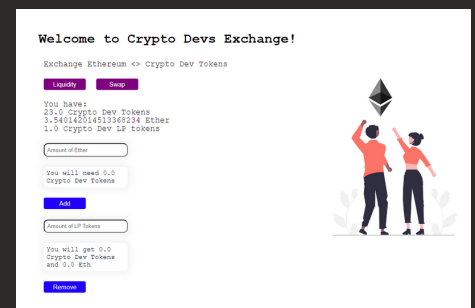 Welcome to Crypto Devs Exchange!
Exchange Ethereum <> Crypto Dev Tokens
Liquidity Swap
You have:
23.0 Crypto Dev Tokens
3.540142014513368234 Ether
1.0 Crypto Dev LP tokens
Amount of Ether
You will need 0.0
Crypto Dev Tokens
Add
Amount of LP Tokens
You will get 0.0
Crypto Dev Tokens
and 0.0 Eth
Remove